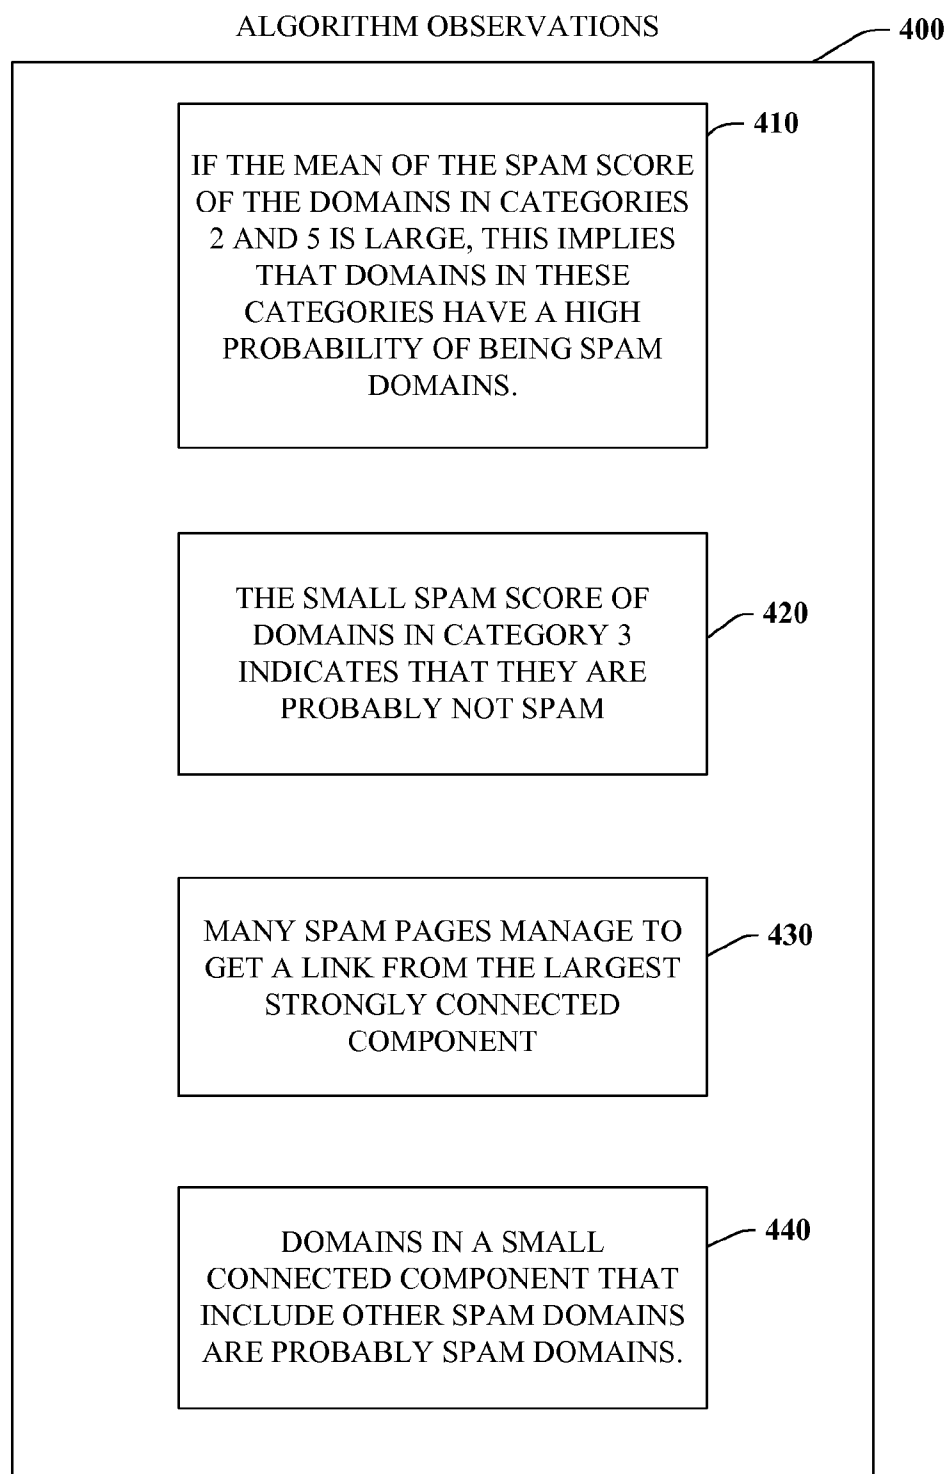 ALGORITHM OBSERVATIONS
400
410
IF THE MEAN OF THE SPAM SCORE
OF THE DOMAINS IN CATEGORIES
2 AND 5 IS LARGE, THIS IMPLIES
THAT DOMAINS IN THESE
CATEGORIES HAVE A HIGH
PROBABILITY OF BEING SPAM
DOMAINS.
420
THE SMALL SPAM SCORE OF
DOMAINS IN CATEGORY 3
INDICATES THAT THEY ARE
PROBABLY NOT SPAM
430
MANY SPAM PAGES MANAGE TO
GET A LINK FROM THE LARGEST
STRONGLY CONNECTED
COMPONENT
440
DOMAINS IN A SMALL
CONNECTED COMPONENT THAT
INCLUDE OTHER SPAM DOMAINS
ARE PROBABLY SPAM DOMAINS.